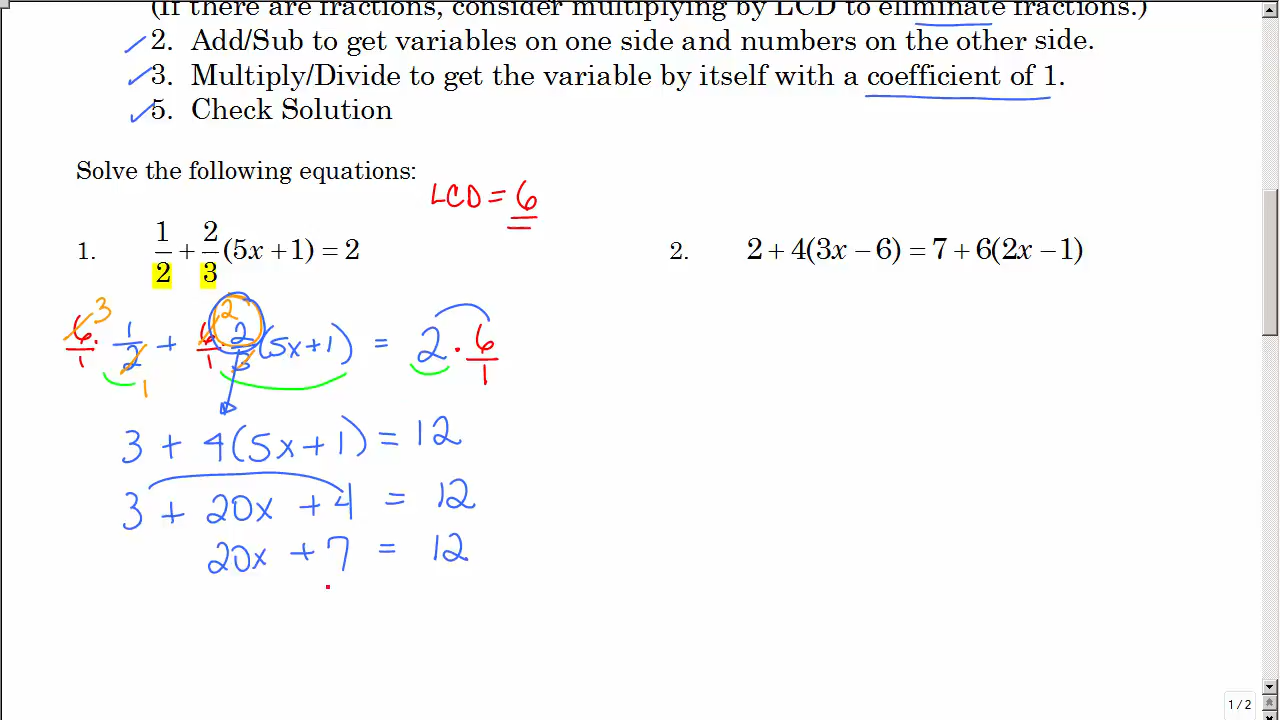 (If there are fractions, consider multiplying by LCD to eliminate fractions.)
2. Add/Sub to get variables on one side and numbers on the other side.
3. Multiply/Divide to get the variable by itself with a coefficient of 1.
5. Check Solution
Solve the following equations:
LCD = 6
1. 1/2 + 2/3 (5x + 1) = 2
2. 2 + 4(3x − 6) = 7 + 6(2x − 1)
3 2
6/1 · 1/2 + 6/1 2/3 (5x+1) = 2 · 6/1
1
3 + 4(5x+1) = 12
3 + 20x + 4 = 12
20x + 7 = 12
1 / 2